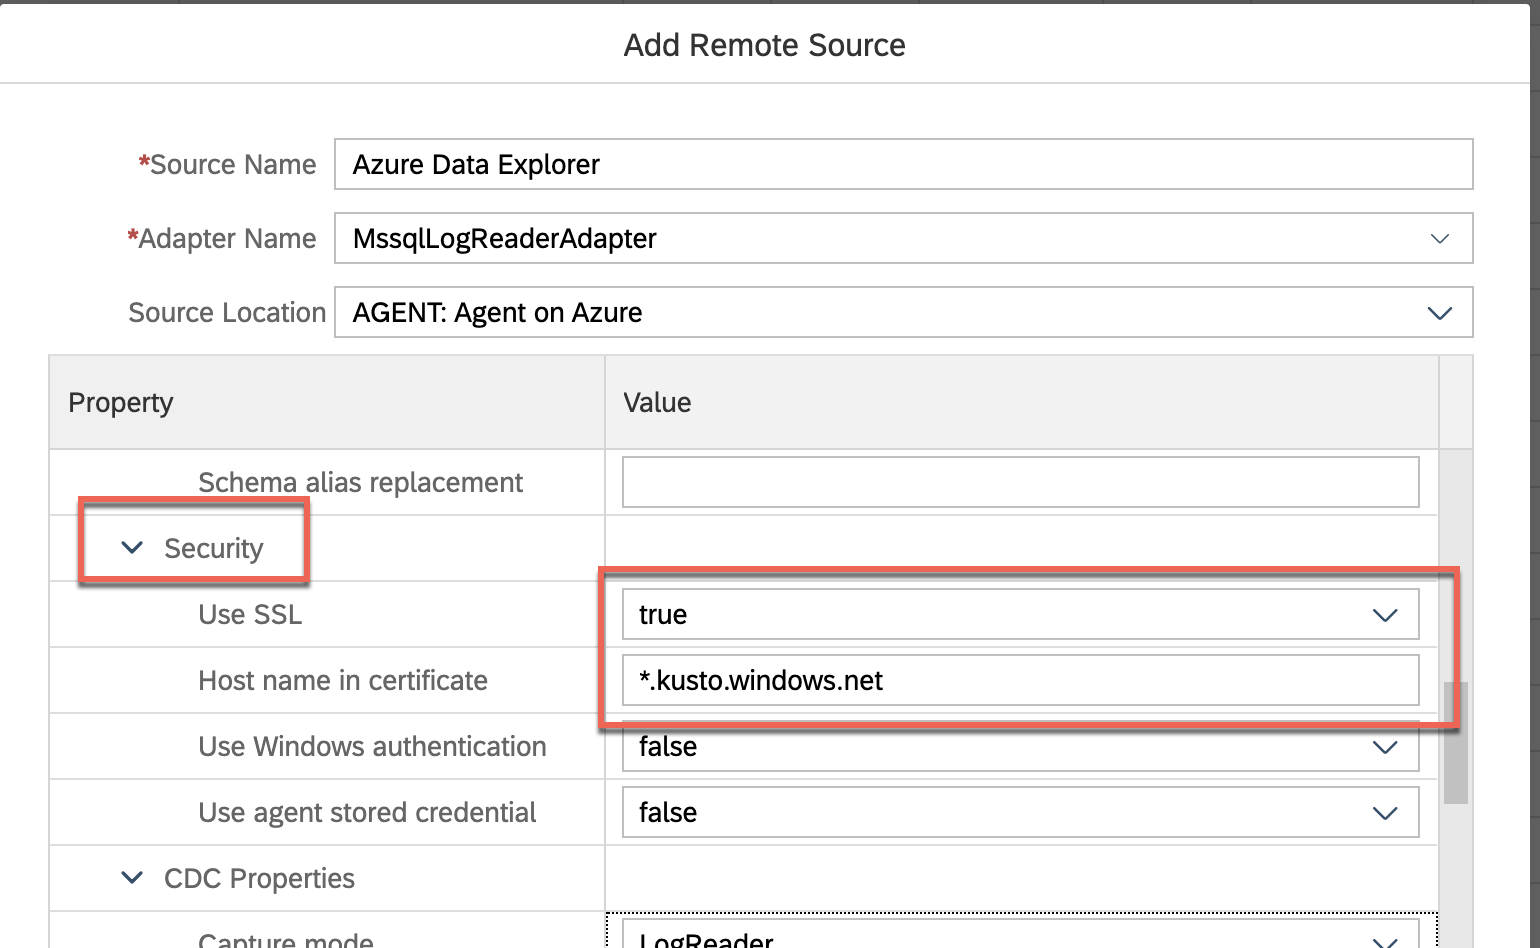 Add Remote Source
*Source Name Azure Data Explorer
*Adapter Name MssqlLogReaderAdapter
Source Location AGENT: Agent on Azure
Property Value
Schema alias replacement
Security
Use SSL true
Host name in certificate *.kusto.windows.net
Use Windows authentication false
Use agent stored credential false
CDC Properties
Capture mode LogReader